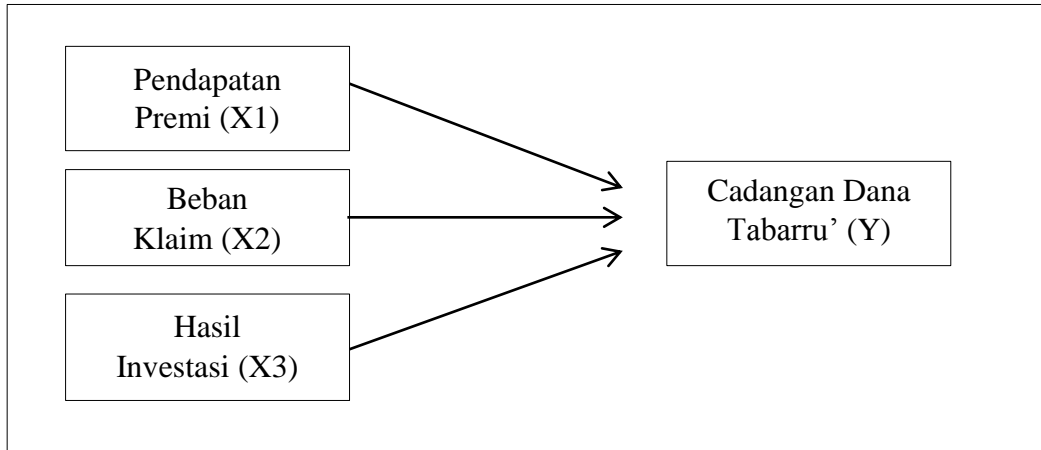 Pendapatan
Premi (X1)
Beban
Klaim (X2)
Hasil
Investasi (X3)
Cadangan Dana
Tabarru’ (Y)